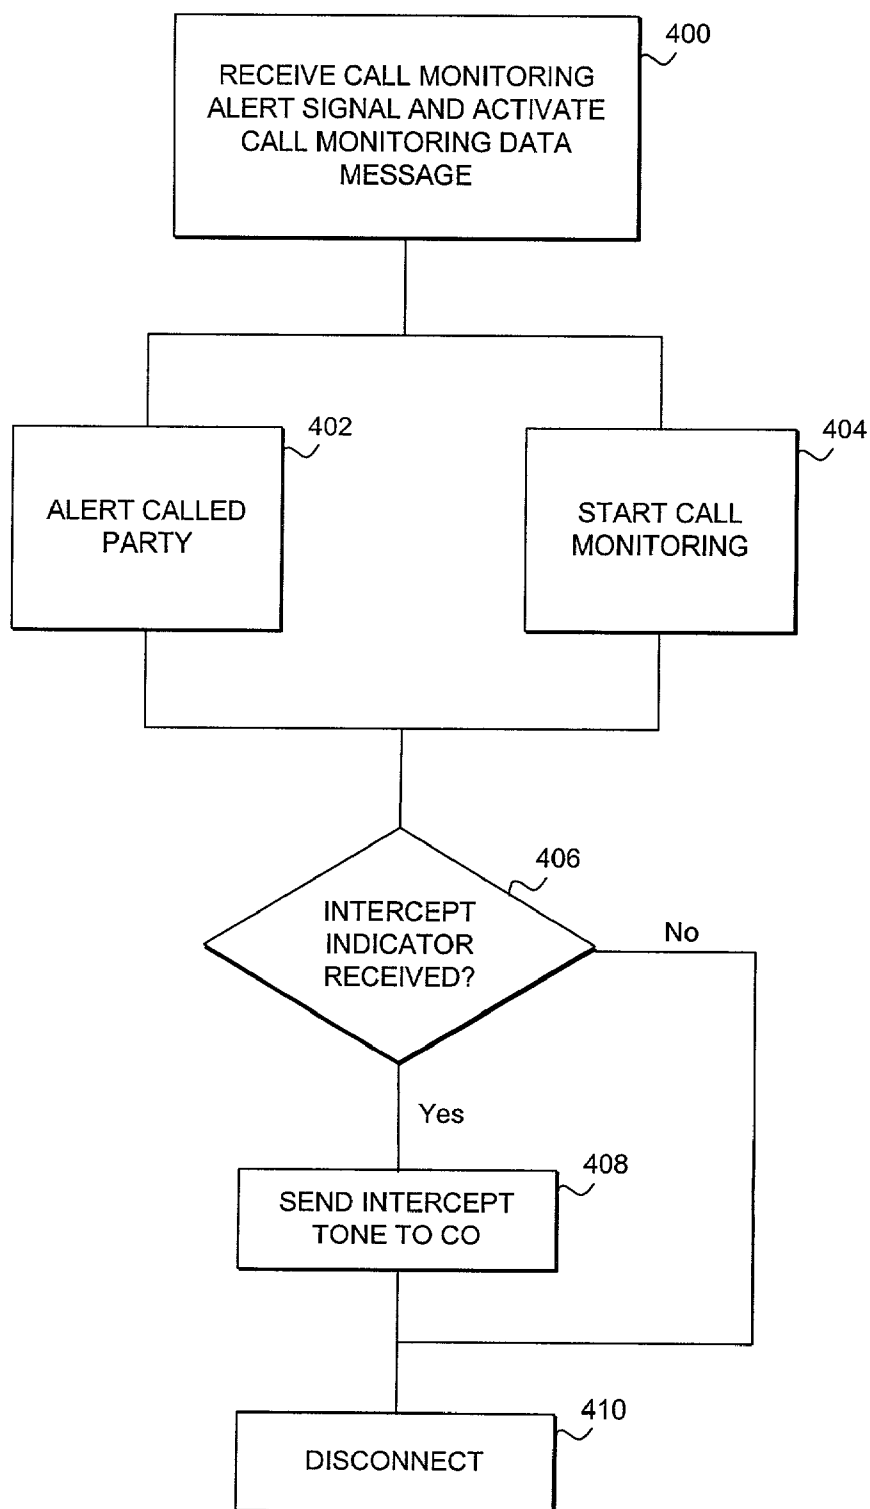 400
RECEIVE CALL MONITORING
ALERT SIGNAL AND ACTIVATE
CALL MONITORING DATA
MESSAGE
402
404
ALERT CALLED
PARTY
START CALL
MONITORING
406
INTERCEPT
INDICATOR
RECEIVED?
No
Yes
408
SEND INTERCEPT
TONE TO CO
410
DISCONNECT